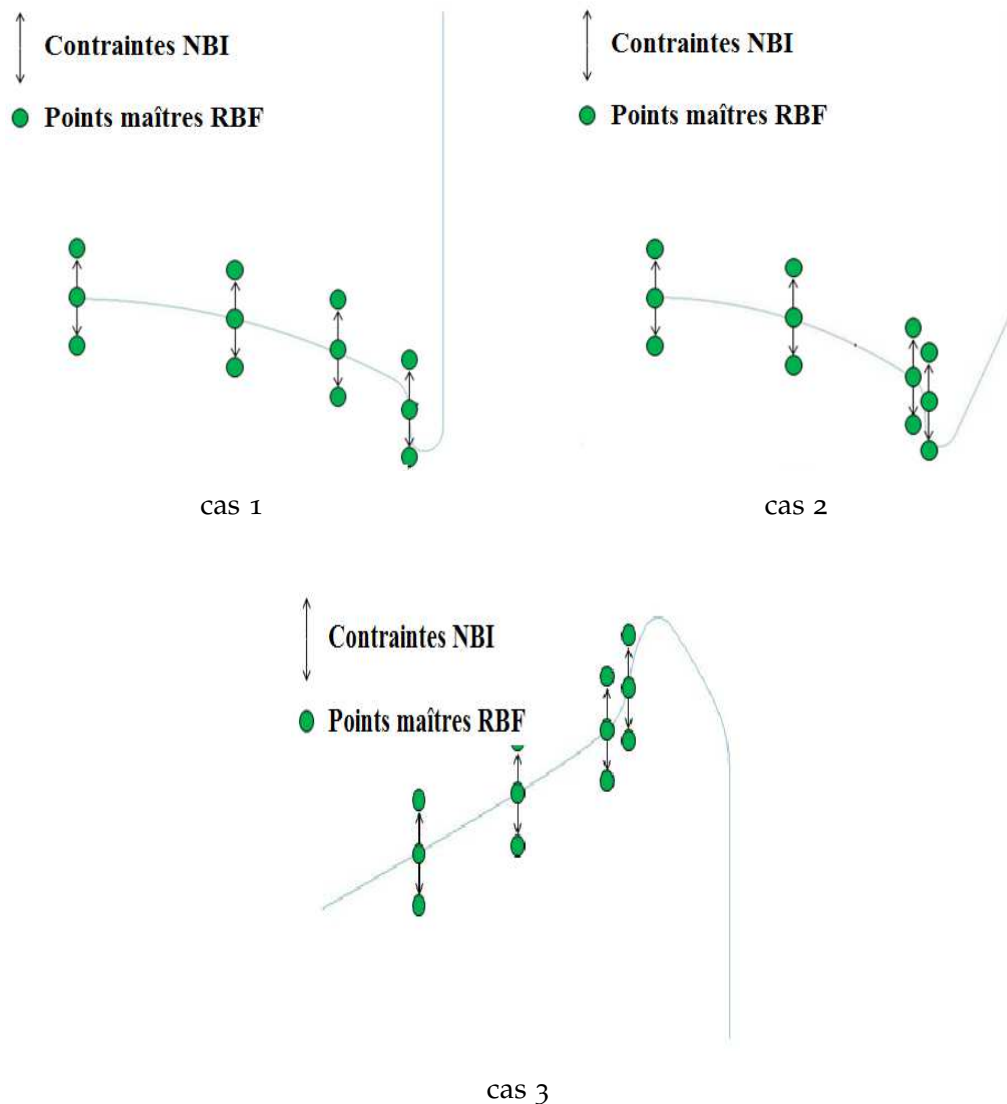 Contraintes NBI
Points maîtres RBF
cas 1
Contraintes NBI
Points maîtres RBF
cas 2
Contraintes NBI
Points maîtres RBF
cas 3